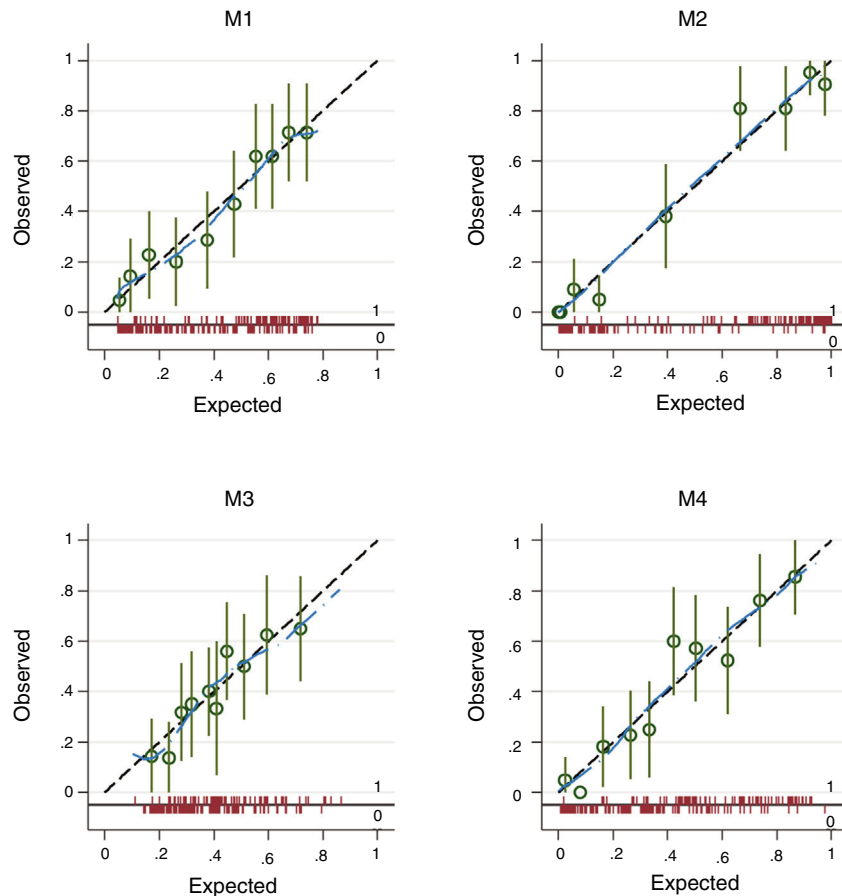 M1 M2
1 1
.8 .8
.6 .6
.4 .4
.2 .2
0 0
Observed Observed
1 1
0 0
0 .2 .4 .6 .8 1 0 .2 .4 .6 .8 1
Expected Expected
M3 M4
1 1
.8 .8
.6 .6
.4 .4
.2 .2
0 0
Observed Observed
1 1
0 0
0 .2 .4 .6 .8 1 0 .2 .4 .6 .8 1
Expected Expected